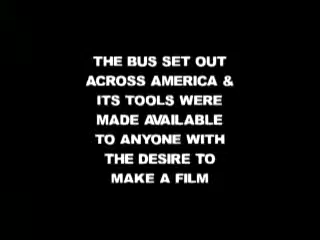 THE BUS SET OUT
ACROSS AMERICA &
ITS TOOLS WERE
MADE AVAILABLE
TO ANYONE WITH
THE DESIRE TO
MAKE A FILM